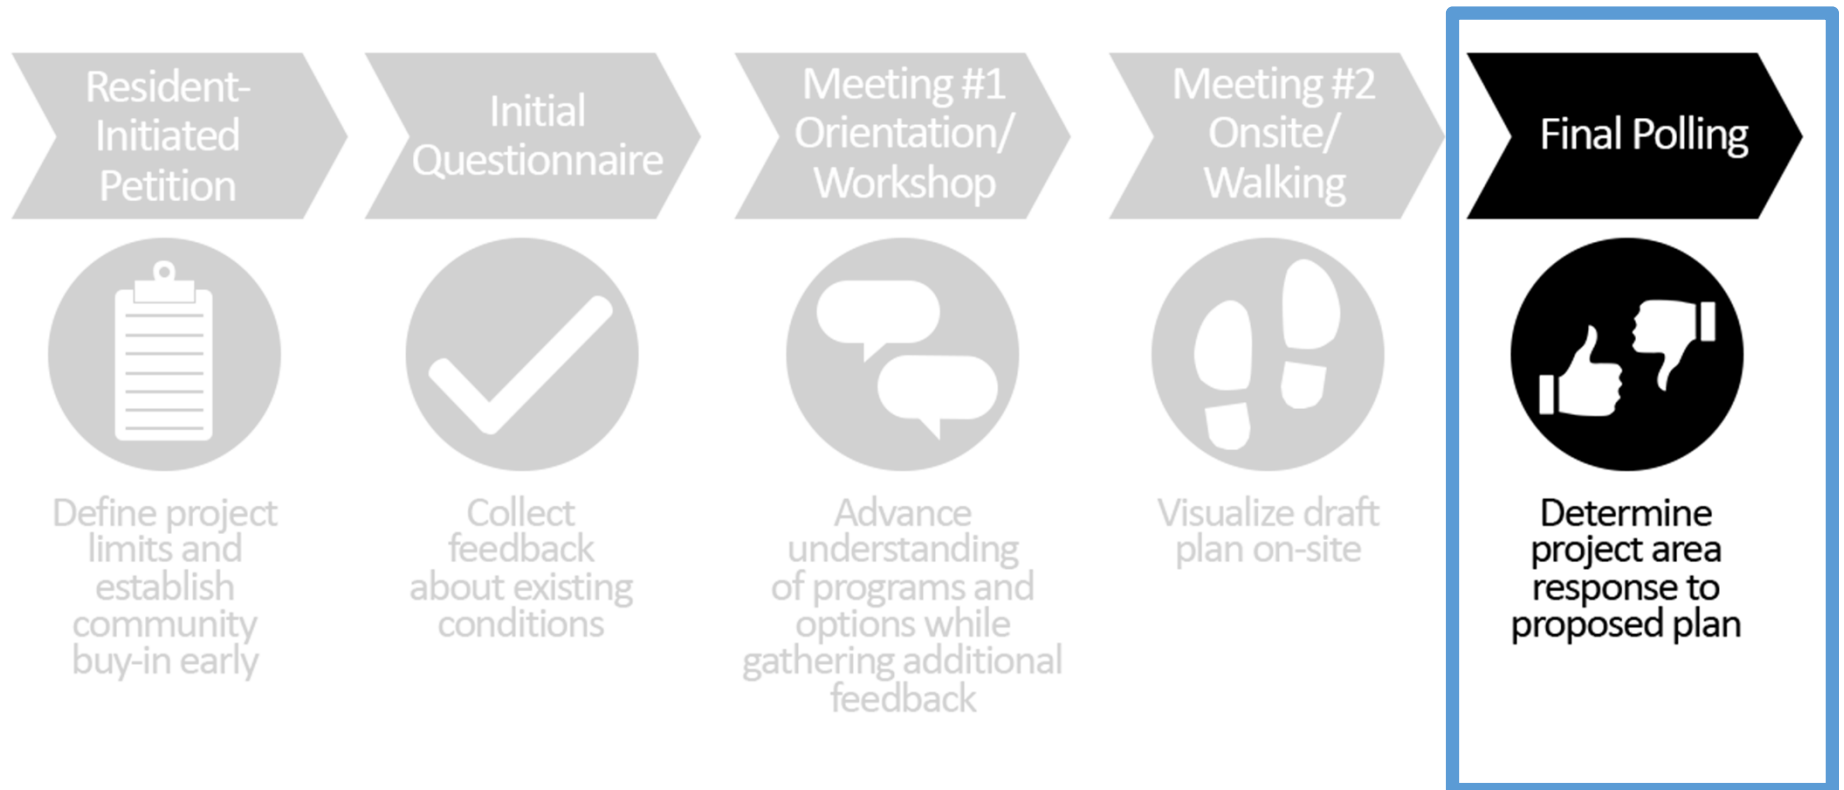 Resident-
Initiated
Petition
Initial
Questionnaire
Meeting #1
Orientation/
Workshop
Meeting #2
Onsite/
Walking
Final Polling
Define project
limits and
establish
community
buy-in early
Collect
feedback
about existing
conditions
Advance
understanding
of programs and
options while
gathering additional
feedback
Visualize draft
plan on-site
Determine
project area
response to
proposed plan